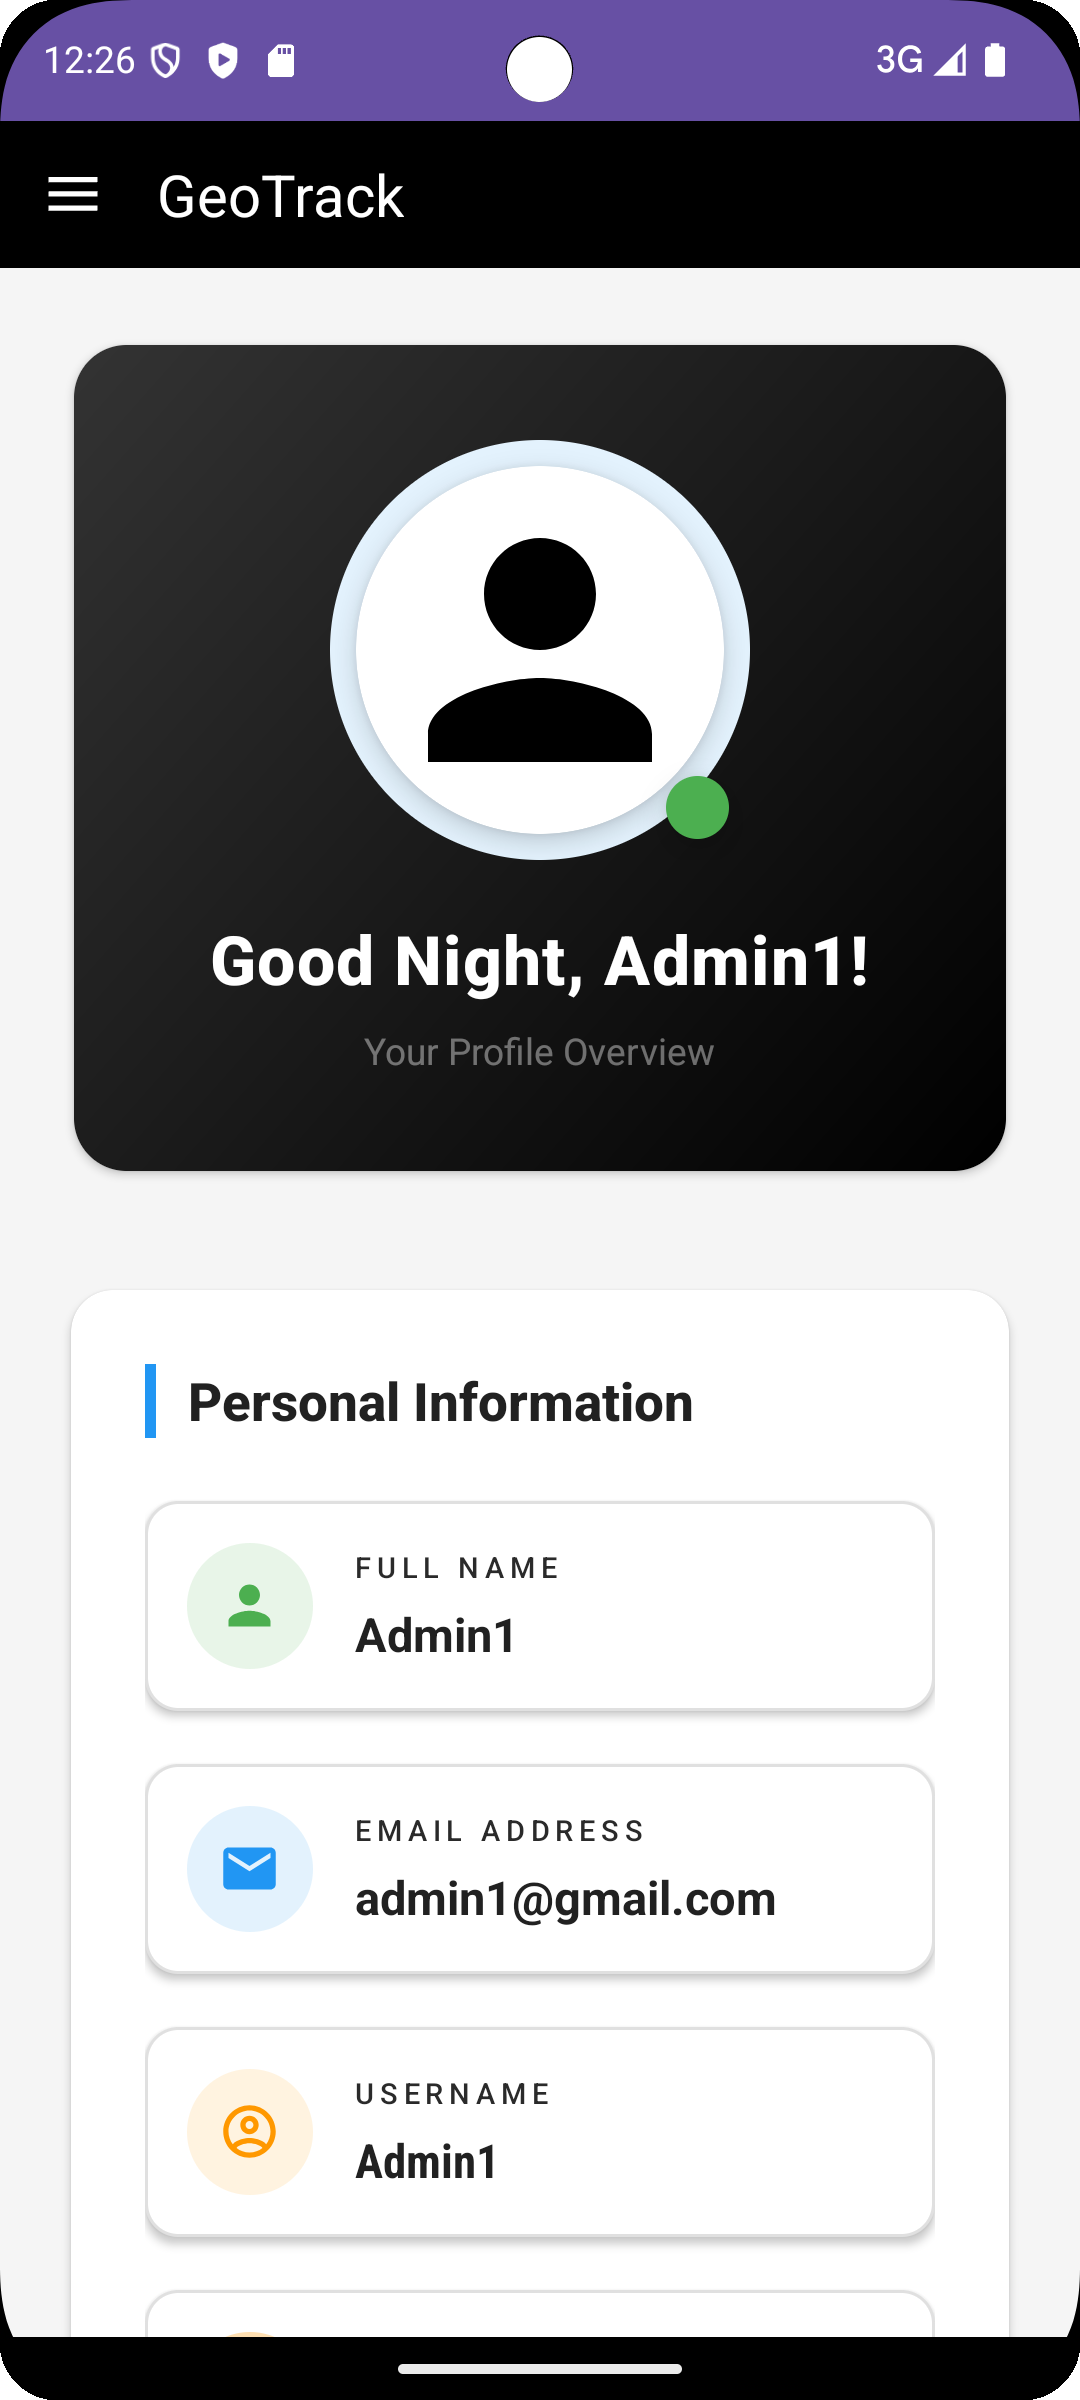 12:26
3G
GeoTrack
Good Night, Admin1!
Your Profile Overview
Personal Information
FULL NAME
Admin1
EMAIL ADDRESS
admin1@gmail.com
USERNAME
Admin1